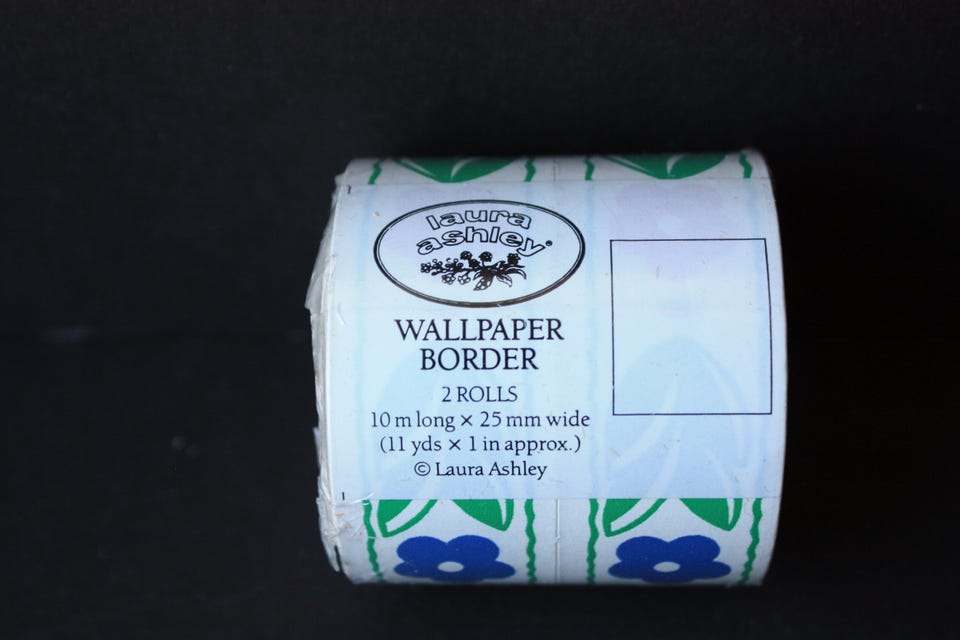 laura
ashley®
WALLPAPER
BORDER
2 ROLLS
10 m long × 25 mm wide
(11 yds × 1 in approx.)
© Laura Ashley